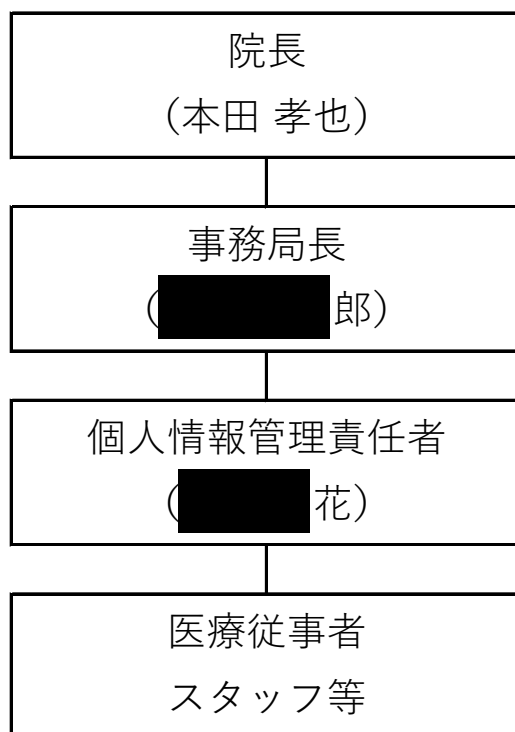 院長
(本田 孝也)
事務局長
(郎)
個人情報管理責任者
(花)
医療従事者
スタッフ等